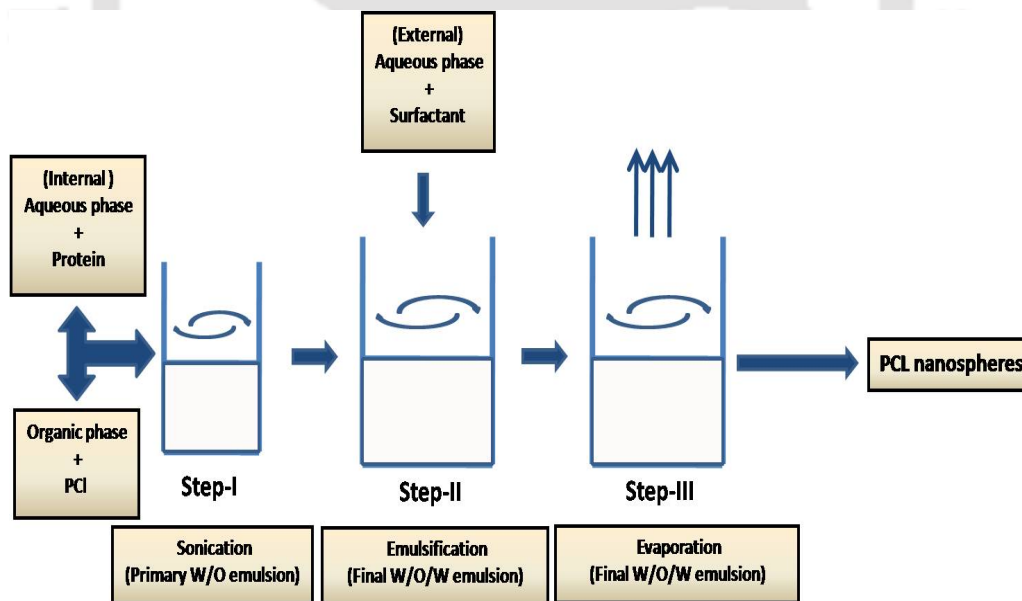 (External)
Aqueous phase
+
Surfactant
(Internal )
Aqueous phase
+
Protein
Organic phase
+
PCl
PCL nanospheres
Step-I
Step-II
Step-III
Sonication
(Primary W/O emulsion)
Emulsification
(Final W/O/W emulsion)
Evaporation
(Final W/O/W emulsion)